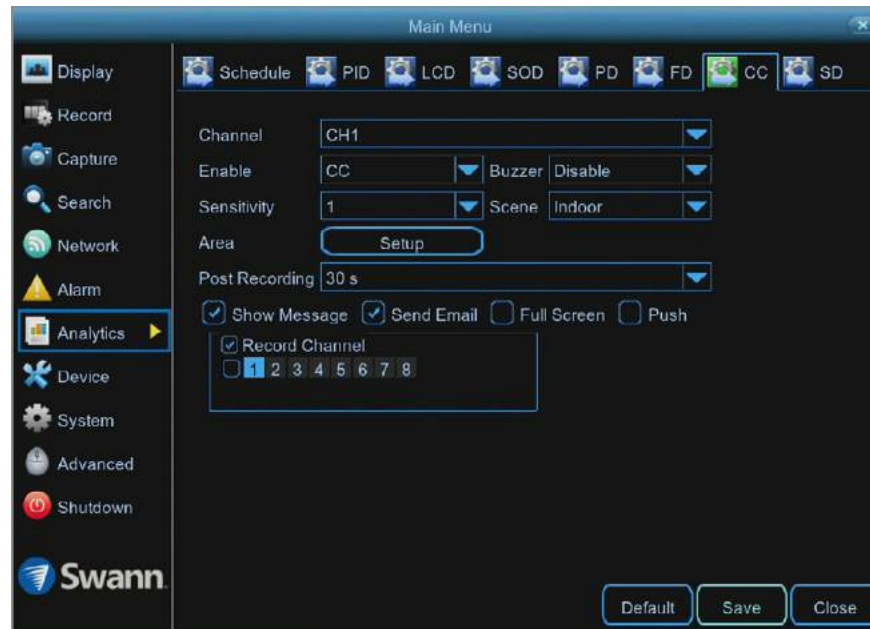 Main Menu
Display
Record
Capture
Search
Network
Alarm
Analytics
Device
System
Advanced
Shutdown
Swann
Schedule PID LCD SOD PD FD CC SD
Channel CH1
Enable CC Buzzer Disable
Sensitivity 1 Scene Indoor
Area Setup
Post Recording 30 s
Show Message Send Email Full Screen Push
Record Channel
1 2 3 4 5 6 7 8
Default Save Close